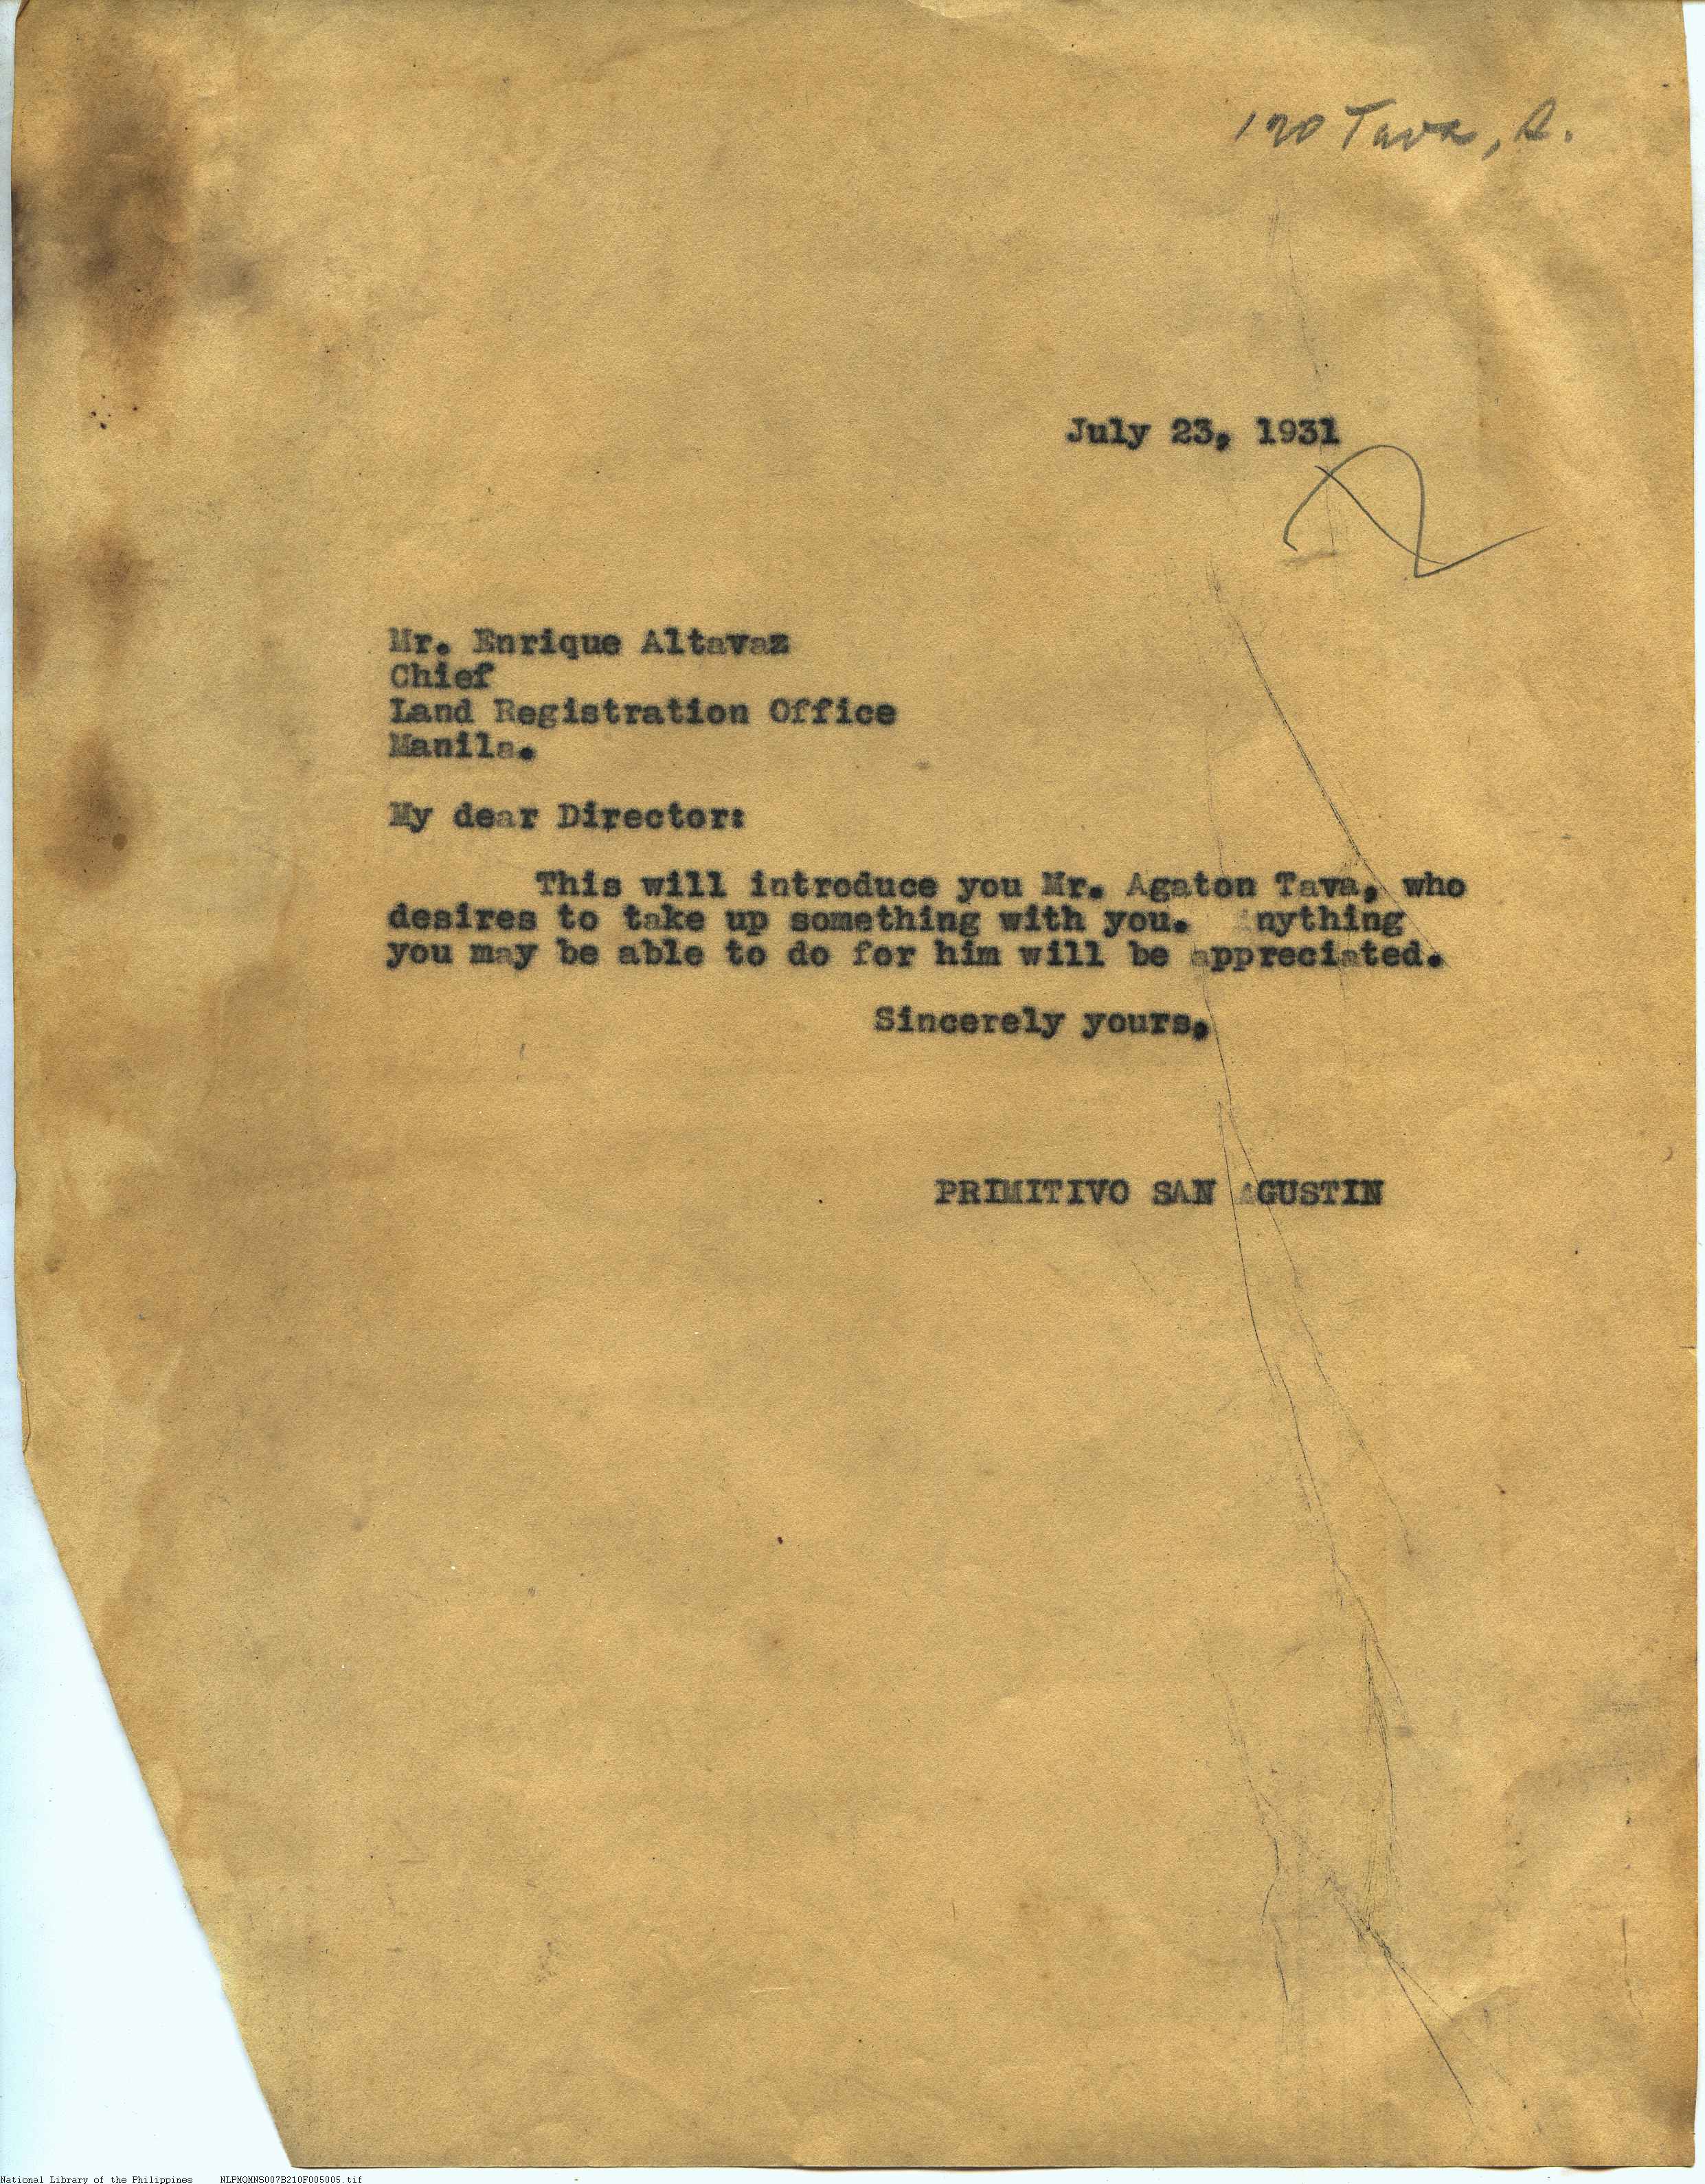 120 Tava, A.
July 23, 1931
Mr. Enrique Altavaz
Chief
Land Registration Office
Manila.
My dear Director:
This will introduce you Mr. Agaton Tava, who
desires to take up something with you. Anything
you may be able to do for him will be appreciated.
Sincerely yours,
PRIMITIVO SAN AGUSTIN
National Library of the Philippines NLPMQMNS007B210F005005.tif